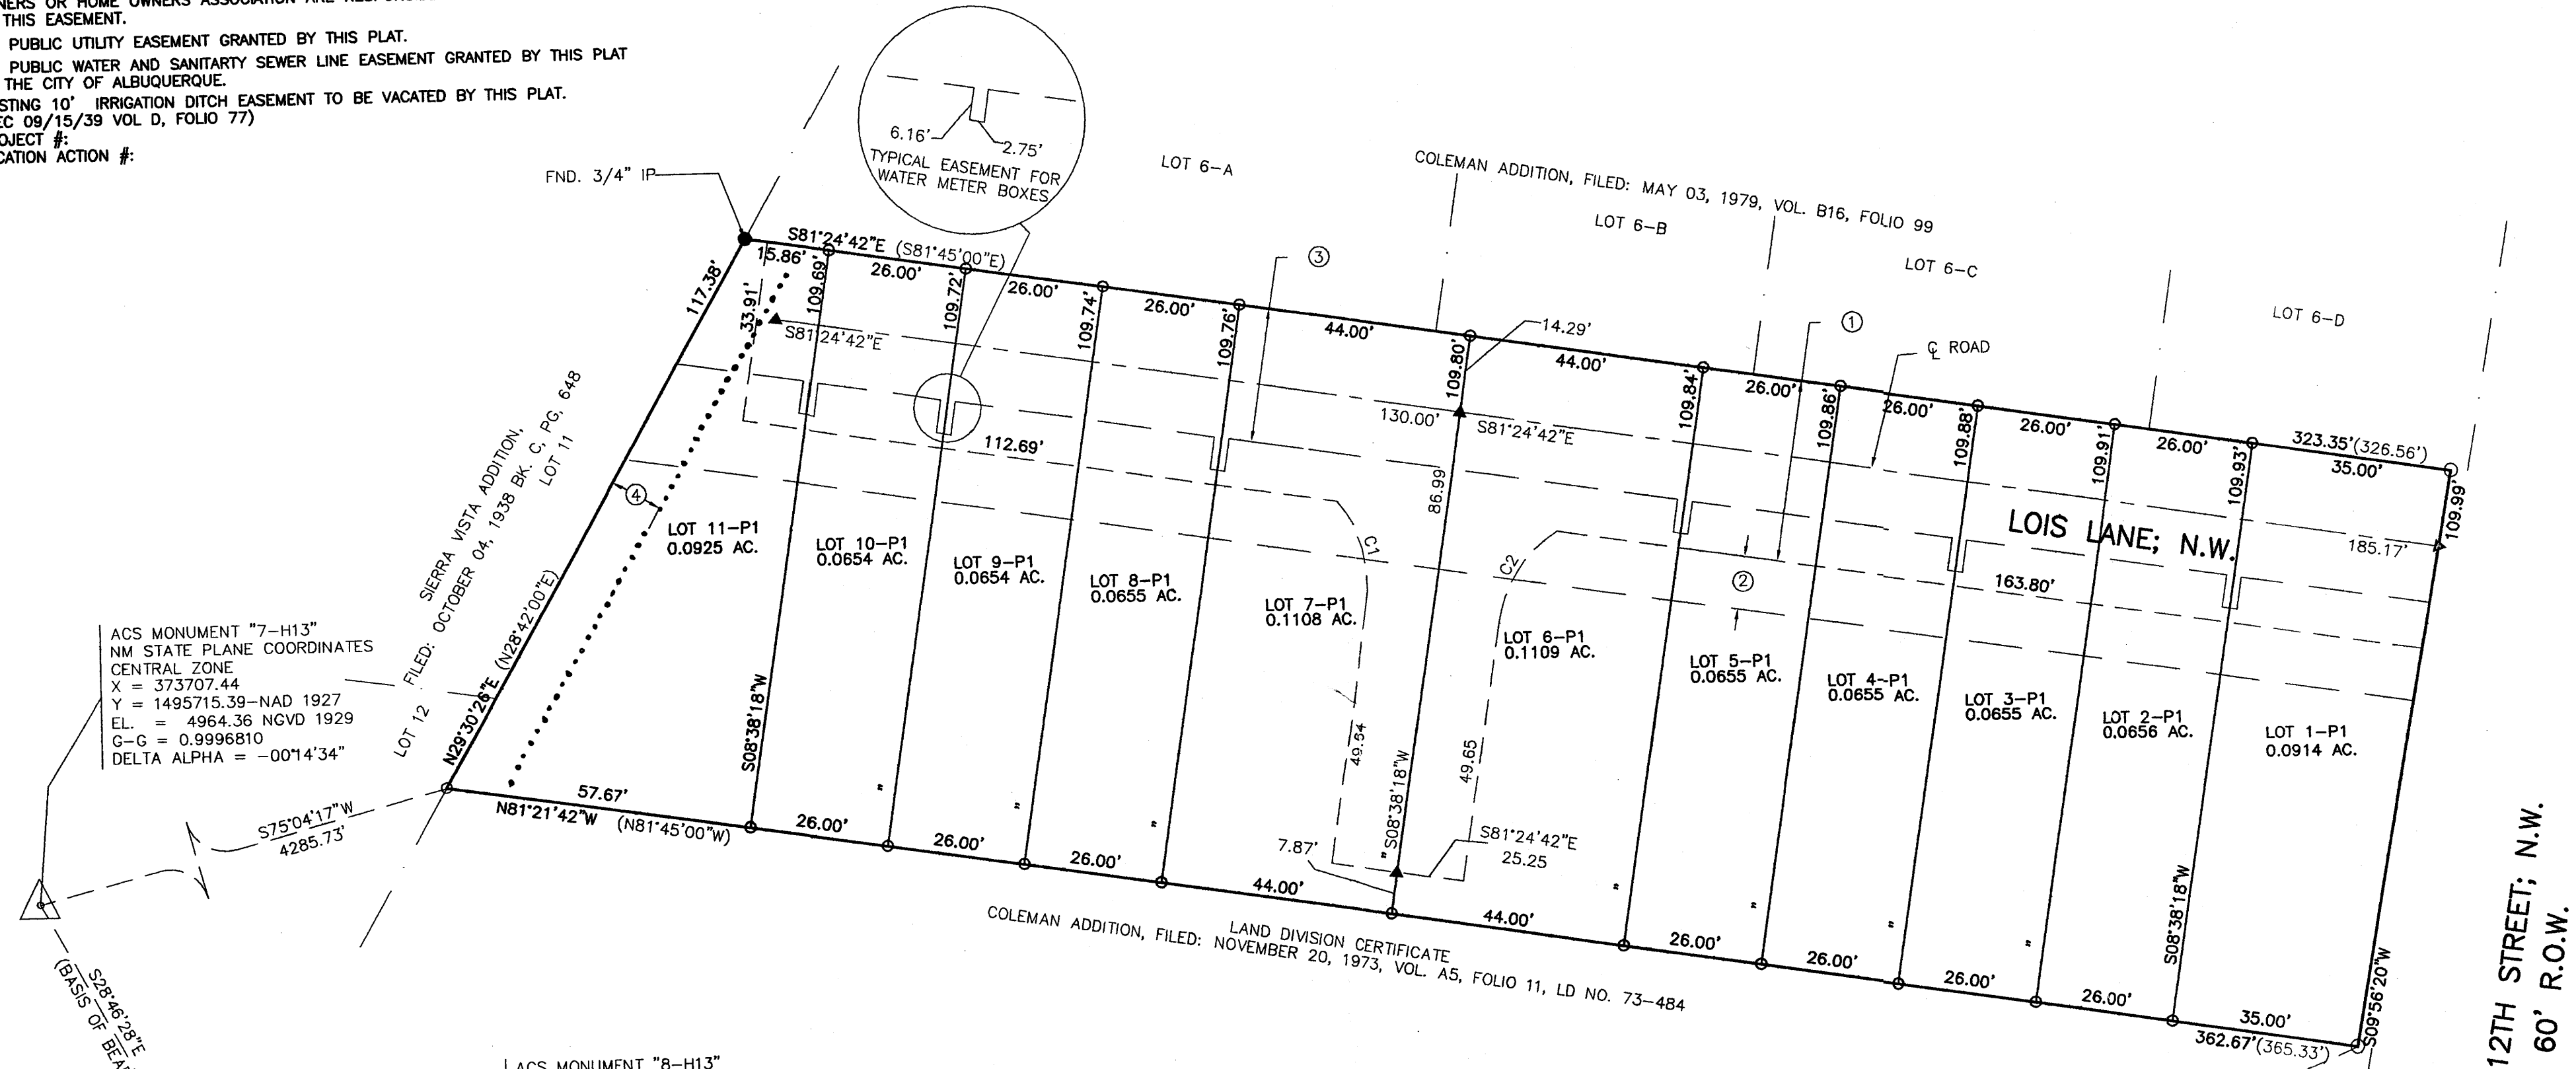 THIS EASEMENT.
PUBLIC UTILITY EASEMENT GRANTED BY THIS PLAT.
PUBLIC WATER AND SANITARTY SEWER LINE EASEMENT GRANTED BY THIS PLAT
THE CITY OF ALBUQUERQUE.
STING 10' IRRIGATION DITCH EASEMENT TO BE VACATED BY THIS PLAT.
EC 09/15/39 VOL D, FOLIO 77)
OJECT #:
CATION ACTION #:
6.16'
2.75'
TYPICAL EASEMENT FOR
WATER METER BOXES
FND. 3/4" IP
LOT 6-A
COLEMAN ADDITION, FILED: MAY 03, 1979, VOL. B16, FOLIO 99
LOT 6-B
LOT 6-C
LOT 6-D
S81°24'42"E (S81°45'00"E)
15.86'
26.00'
26.00'
26.00'
44.00'
44.00'
26.00'
26.00'
26.00'
26.00'
323.35'(326.56')
35.00'
14.29'
③
①
℄ ROAD
117.38'
33.91'
109.69'
109.72'
109.74'
109.76'
109.80'
109.84'
109.86'
109.88'
109.91'
109.93'
109.99'
S81°24'42"E
130.00'
S81°24'42"E
112.69'
86.99
C1
C2
LOIS LANE; N.W.
185.17'
163.80'
②
④
SIERRA VISTA ADDITION,
FILED: OCTOBER 04, 1938 BK. C, PG, 648
LOT 11
LOT 12
N29°30'26"E (N28°42'00"E)
LOT 11-P1
0.0925 AC.
LOT 10-P1
0.0654 AC.
LOT 9-P1
0.0654 AC.
LOT 8-P1
0.0655 AC.
LOT 7-P1
0.1108 AC.
LOT 6-P1
0.1109 AC.
LOT 5-P1
0.0655 AC.
LOT 4-P1
0.0655 AC.
LOT 3-P1
0.0655 AC.
LOT 2-P1
0.0656 AC.
LOT 1-P1
0.0914 AC.
ACS MONUMENT "7-H13"
NM STATE PLANE COORDINATES
CENTRAL ZONE
X = 373707.44
Y = 1495715.39-NAD 1927
EL. = 4964.36 NGVD 1929
G-G = 0.9996810
DELTA ALPHA = -00°14'34"
S75°04'17"W
4285.73'
S08°38'18"W
"
"
"
49.64
49.65
" S08°38'18"W
S81°24'42"E
25.25
7.87'
"
"
"
"
S08°38'18"W
S09°56'20"W
57.67'
N81°21'42"W (N81°45'00"W)
26.00'
26.00'
26.00'
44.00'
44.00'
26.00'
26.00'
26.00'
26.00'
35.00'
362.67'(365.33')
LAND DIVISION CERTIFICATE
COLEMAN ADDITION, FILED: NOVEMBER 20, 1973, VOL. A5, FOLIO 11, LD NO. 73-484
12TH STREET; N.W.
60' R.O.W.
S28°46'28"E
(BASIS OF
ACS MONUMENT "8-H13"